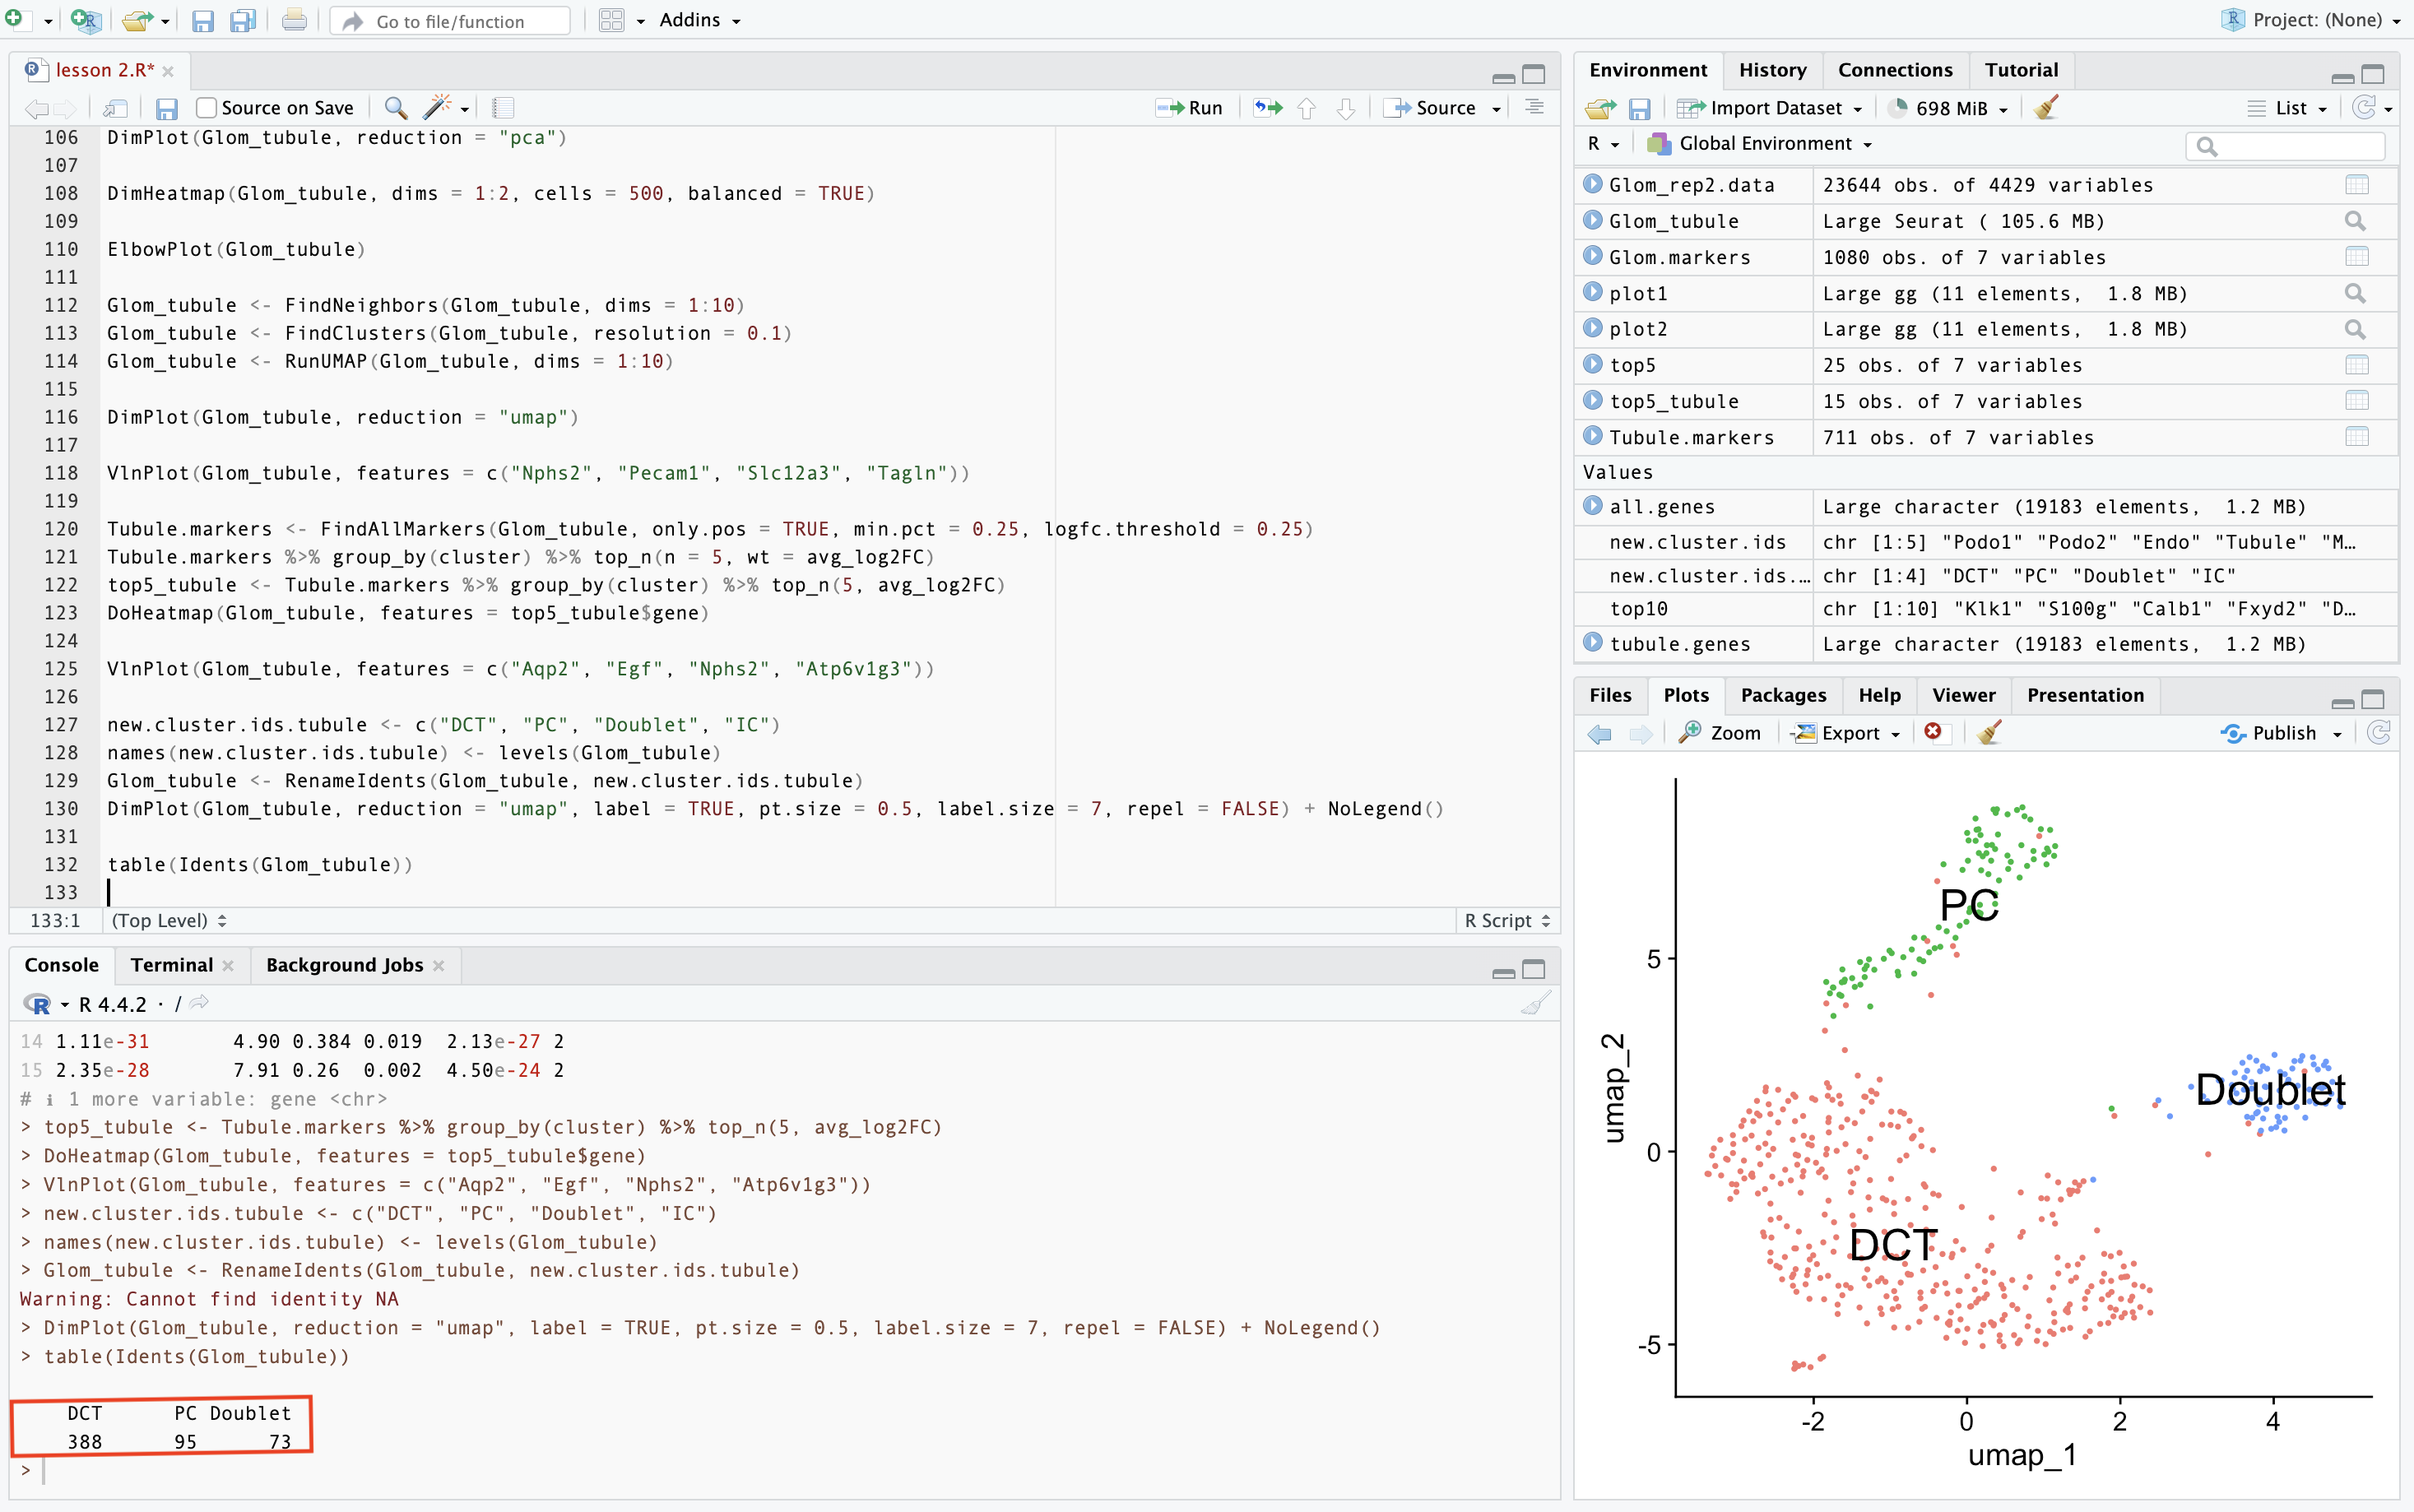 Go to file/function
Addins
Project: (None)
lesson 2.R*
Source on Save
Run
Source
106 DimPlot(Glom_tubule, reduction = "pca")
107
108 DimHeatmap(Glom_tubule, dims = 1:2, cells = 500, balanced = TRUE)
109
110 ElbowPlot(Glom_tubule)
111
112 Glom_tubule <- FindNeighbors(Glom_tubule, dims = 1:10)
113 Glom_tubule <- FindClusters(Glom_tubule, resolution = 0.1)
114 Glom_tubule <- RunUMAP(Glom_tubule, dims = 1:10)
115
116 DimPlot(Glom_tubule, reduction = "umap")
117
118 VlnPlot(Glom_tubule, features = c("Nphs2", "Pecam1", "Slc12a3", "Tagln"))
119
120 Tubule.markers <- FindAllMarkers(Glom_tubule, only.pos = TRUE, min.pct = 0.25, logfc.threshold = 0.25)
121 Tubule.markers %>% group_by(cluster) %>% top_n(n = 5, wt = avg_log2FC)
122 top5_tubule <- Tubule.markers %>% group_by(cluster) %>% top_n(5, avg_log2FC)
123 DoHeatmap(Glom_tubule, features = top5_tubule$gene)
124
125 VlnPlot(Glom_tubule, features = c("Aqp2", "Egf", "Nphs2", "Atp6v1g3"))
126
127 new.cluster.ids.tubule <- c("DCT", "PC", "Doublet", "IC")
128 names(new.cluster.ids.tubule) <- levels(Glom_tubule)
129 Glom_tubule <- RenameIdents(Glom_tubule, new.cluster.ids.tubule)
130 DimPlot(Glom_tubule, reduction = "umap", label = TRUE, pt.size = 0.5, label.size = 7, repel = FALSE) + NoLegend()
131
132 table(Idents(Glom_tubule))
133
133:1 (Top Level) R Script
Console Terminal Background Jobs
R 4.4.2 · /
14 1.11e-31 4.90 0.384 0.019 2.13e-27 2
15 2.35e-28 7.91 0.26 0.002 4.50e-24 2
# ℹ 1 more variable: gene <chr>
> top5_tubule <- Tubule.markers %>% group_by(cluster) %>% top_n(5, avg_log2FC)
> DoHeatmap(Glom_tubule, features = top5_tubule$gene)
> VlnPlot(Glom_tubule, features = c("Aqp2", "Egf", "Nphs2", "Atp6v1g3"))
> new.cluster.ids.tubule <- c("DCT", "PC", "Doublet", "IC")
> names(new.cluster.ids.tubule) <- levels(Glom_tubule)
> Glom_tubule <- RenameIdents(Glom_tubule, new.cluster.ids.tubule)
Warning: Cannot find identity NA
> DimPlot(Glom_tubule, reduction = "umap", label = TRUE, pt.size = 0.5, label.size = 7, repel = FALSE) + NoLegend()
> table(Idents(Glom_tubule))
DCT PC Doublet
388 95 73
>
Environment History Connections Tutorial
Import Dataset 698 MiB List
R Global Environment
Glom_rep2.data 23644 obs. of 4429 variables
Glom_tubule Large Seurat ( 105.6 MB)
Glom.markers 1080 obs. of 7 variables
plot1 Large gg (11 elements, 1.8 MB)
plot2 Large gg (11 elements, 1.8 MB)
top5 25 obs. of 7 variables
top5_tubule 15 obs. of 7 variables
Tubule.markers 711 obs. of 7 variables
Values
all.genes Large character (19183 elements, 1.2 MB)
new.cluster.ids chr [1:5] "Podo1" "Podo2" "Endo" "Tubule" "M…
new.cluster.ids.… chr [1:4] "DCT" "PC" "Doublet" "IC"
top10 chr [1:10] "Klk1" "S100g" "Calb1" "Fxyd2" "D…
tubule.genes Large character (19183 elements, 1.2 MB)
Files Plots Packages Help Viewer Presentation
Zoom Export Publish
PC
Doublet
DCT
5
0
-5
umap_2
-2 0 2 4
umap_1